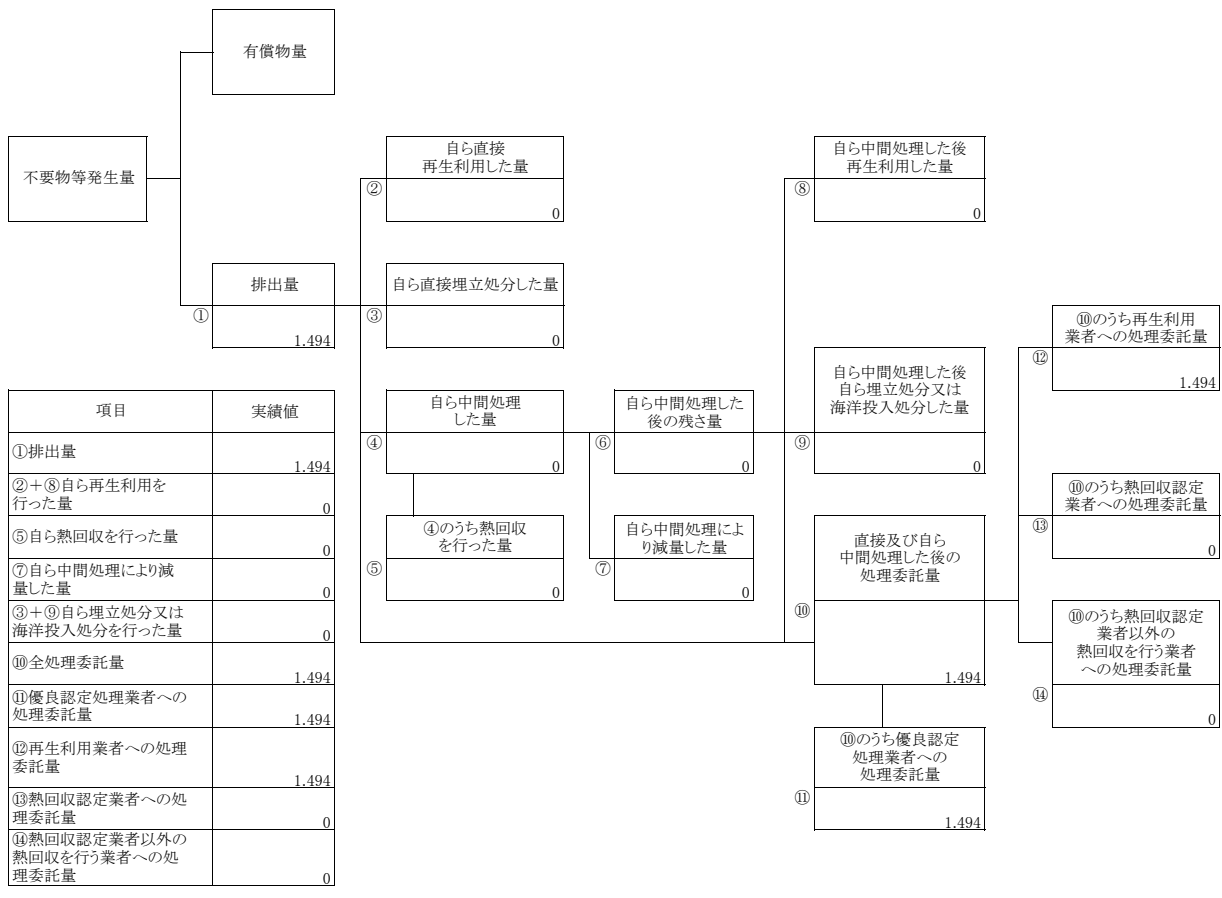 有償物量
不要物等発生量
自ら直接
再生利用した量
②
0
自ら中間処理した後
再生利用した量
⑧
0
排出量
①
1.494
自ら直接埋立処分した量
③
0
⑩のうち再生利用
業者への処理委託量
⑫
1.494
自ら中間処理した後
自ら埋立処分又は
海洋投入処分した量
⑨
0
自ら中間処理
した量
④
0
自ら中間処理した
後の残さ量
⑥
0
⑩のうち熱回収認定
業者への処理委託量
⑬
0
④のうち熱回収
を行った量
⑤
0
自ら中間処理によ
り減量した量
⑦
0
直接及び自ら
中間処理した後の
処理委託量
⑩
1.494
⑩のうち熱回収認定
業者以外の
熱回収を行う業者
への処理委託量
⑭
0
⑩のうち優良認定
処理業者への
処理委託量
⑪
1.494
項目 実績値
①排出量
1.494
②＋⑧自ら再生利用を
行った量
0
⑤自ら熱回収を行った量
0
⑦自ら中間処理により減
量した量
0
③＋⑨自ら埋立処分又は
海洋投入処分を行った量
0
⑩全処理委託量
1.494
⑪優良認定処理業者への
処理委託量
1.494
⑫再生利用業者への処理
委託量
1.494
⑬熱回収認定業者への処
理委託量
0
⑭熱回収認定業者以外の
熱回収を行う業者への処
理委託量
0